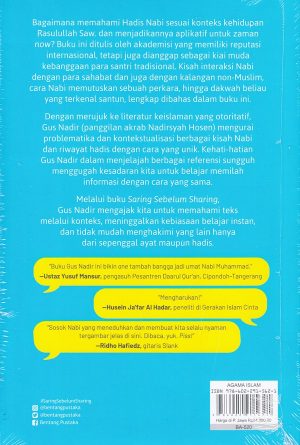 Bagaimana memahami Hadis Nabi sesuai konteks kehidupan
Rasulullah Saw. dan menjadikannya aplikatif untuk zaman
now? Buku ini ditulis oleh akademisi yang memiliki reputasi
internasional, tetapi juga dianggap sebagai kiai muda
kebanggaan para santri tradisional. Kisah interaksi Nabi
dengan para sahabat dan juga dengan kalangan non-Muslim,
cara Nabi memutuskan sebuah perkara, hingga dakwah beliau
yang terkenal santun, lengkap dibahas dalam buku ini.
Dengan merujuk ke literatur keislaman yang otoritatif,
Gus Nadir (panggilan akrab Nadirsyah Hosen) mengurai
problematika dan kontekstualisasi berbagai kisah Nabi
dan riwayat hadis dengan cara yang unik. Kehati-hatian
Gus Nadir dalam menjelajah berbagai referensi sungguh
menggugah kesadaran kita untuk belajar memilah
informasi dengan cara yang sama.
Melalui buku Saring Sebelum Sharing,
Gus Nadir mengajak kita untuk memahami teks
melalui konteks, meninggalkan kebiasaan belajar instan,
dan tidak mudah menghakimi yang lain hanya
dari sepenggal ayat maupun hadis.
"Buku Gus Nadir ini bikin one tambah bangga jadi umat Nabi Muhammad."
—Ustaz Yusuf Mansur, pengasuh Pesantren Daarul Qur'an, Cipondoh-Tangerang
"Mengharukan!"
—Husein Ja'far Al Hadar, peneliti di Gerakan Islam Cinta
"Sosok Nabi yang meneduhkan dan membuat kita selalu nyaman
tergambar jelas di sini. Dibaca, yuk. Piss!"
—Ridho Hafiedz, gitaris Slank
#SaringSebelumSharing
@bentangpustaka
@bentangpustaka
Bentang Pustaka
AGAMA ISLAM
ISBN 978-602-291-562-1
Harga di P. Jawa
BA-020